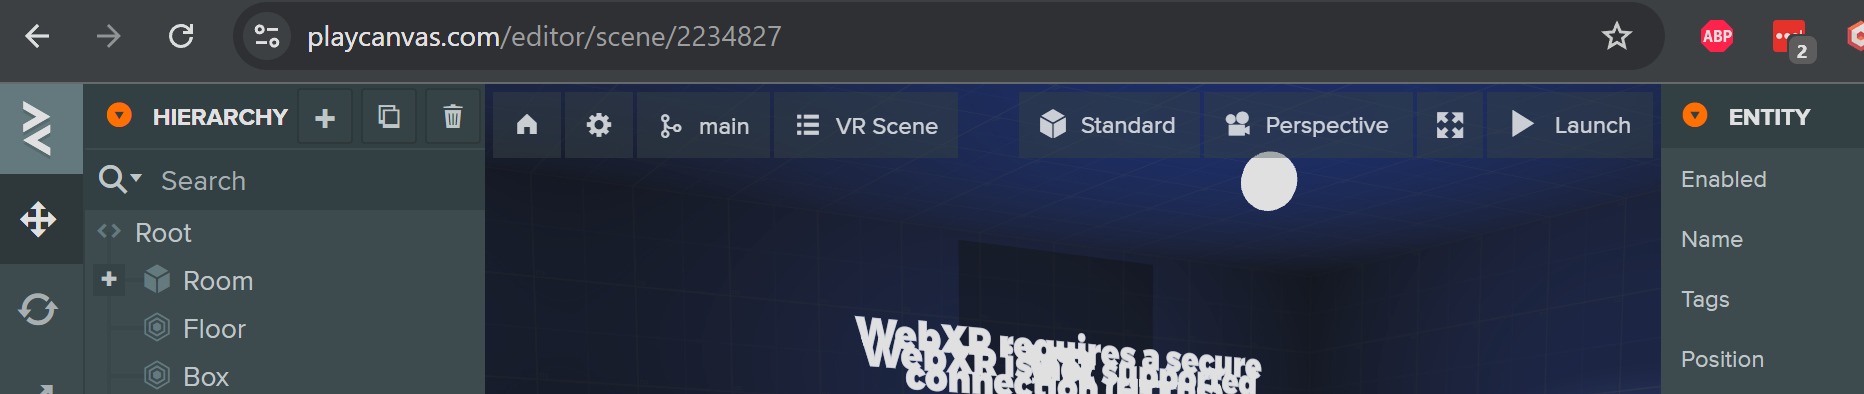 playcanvas.com/editor/scene/2234827
ABP
2
HIERARCHY
main
VR Scene
Standard
Perspective
Launch
ENTITY
Search
Enabled
Root
Name
Room
Tags
Floor
WebXR requires a secure
WebXR is not supported
connection
Position
Box